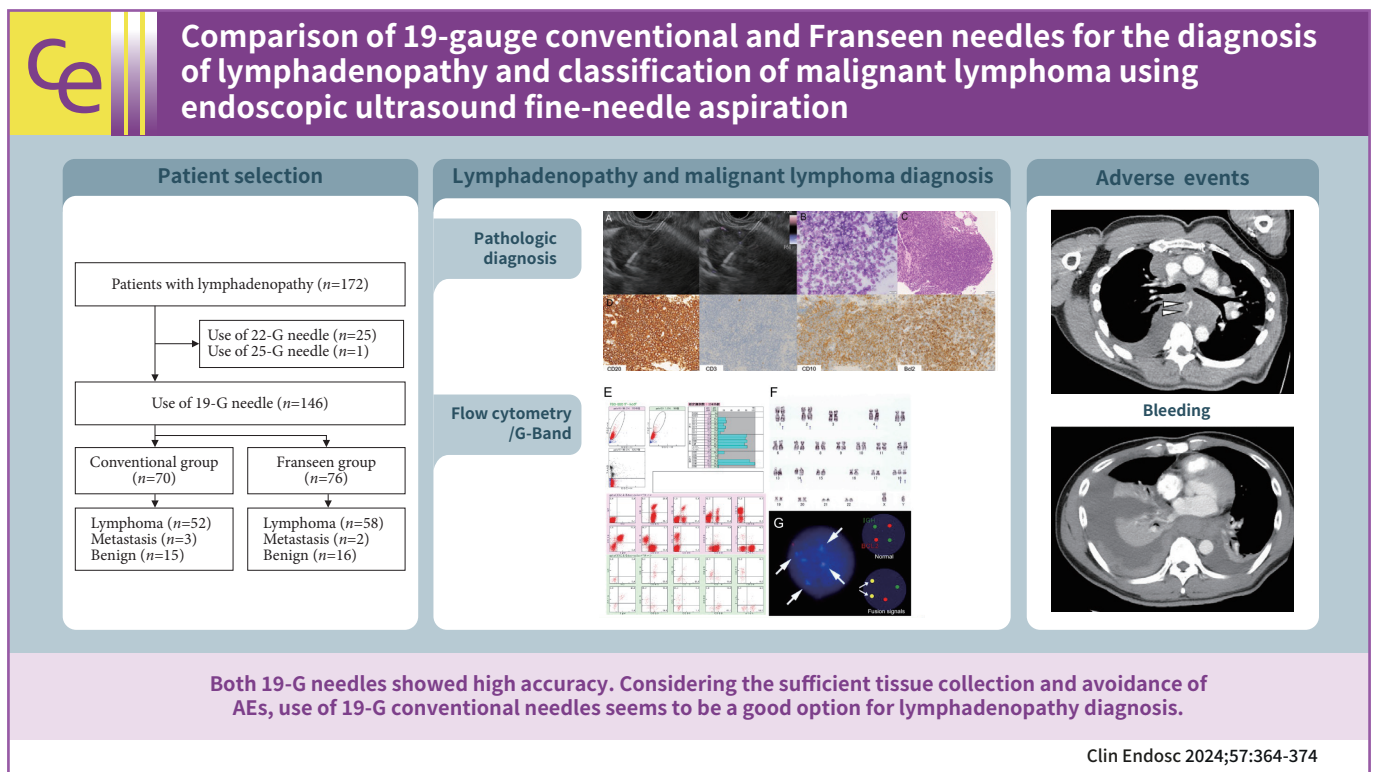 Ce
Comparison of 19-gauge conventional and Franseen needles for the diagnosis
of lymphadenopathy and classification of malignant lymphoma using
endoscopic ultrasound fine-needle aspiration
Patient selection
Patients with lymphadenopathy (n=172)
Use of 22-G needle (n=25)
Use of 25-G needle (n=1)
Use of 19-G needle (n=146)
Conventional group
(n=70)
Franseen group
(n=76)
Lymphoma (n=52)
Metastasis (n=3)
Benign (n=15)
Lymphoma (n=58)
Metastasis (n=2)
Benign (n=16)
Lymphadenopathy and malignant lymphoma diagnosis
Pathologic
diagnosis
A
B
C
D
CD20
CD3
CD10
Bcl2
Flow cytometry
/G-Band
E
F
G
Normal
Fusion signals
Adverse events
Bleeding
Both 19-G needles showed high accuracy. Considering the sufficient tissue collection and avoidance of
AEs, use of 19-G conventional needles seems to be a good option for lymphadenopathy diagnosis.
Clin Endosc 2024;57:364-374